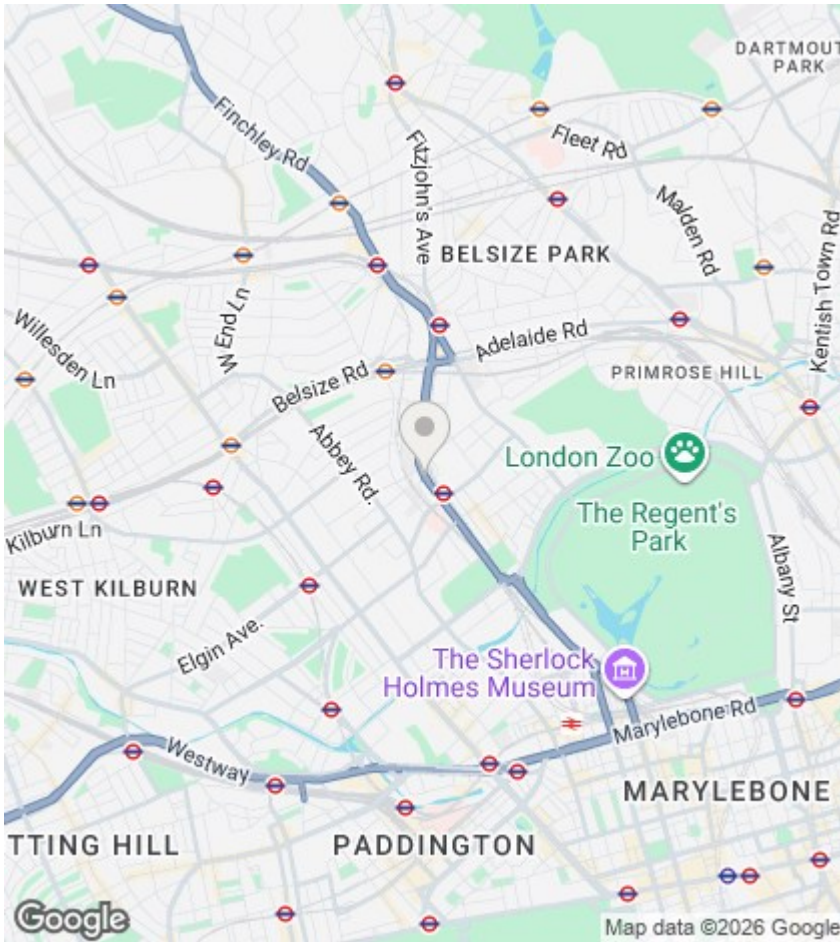 DARTMOUT
PARK
Finchley Rd
Fitzjohn's Ave
Fleet Rd
Malden Rd
BELSIZE PARK
Kentish Town Rd
W End Ln
Willesden Ln
Adelaide Rd
Belsize Rd
PRIMROSE HILL
Abbey Rd.
London Zoo
The Regent's
Park
Kilburn Ln
Albany St
WEST KILBURN
Elgin Ave.
The Sherlock
Holmes Museum
Marylebone Rd
Westway
MARYLEBONE
TTING HILL
PADDINGTON
Google
Map data ©2026 Google